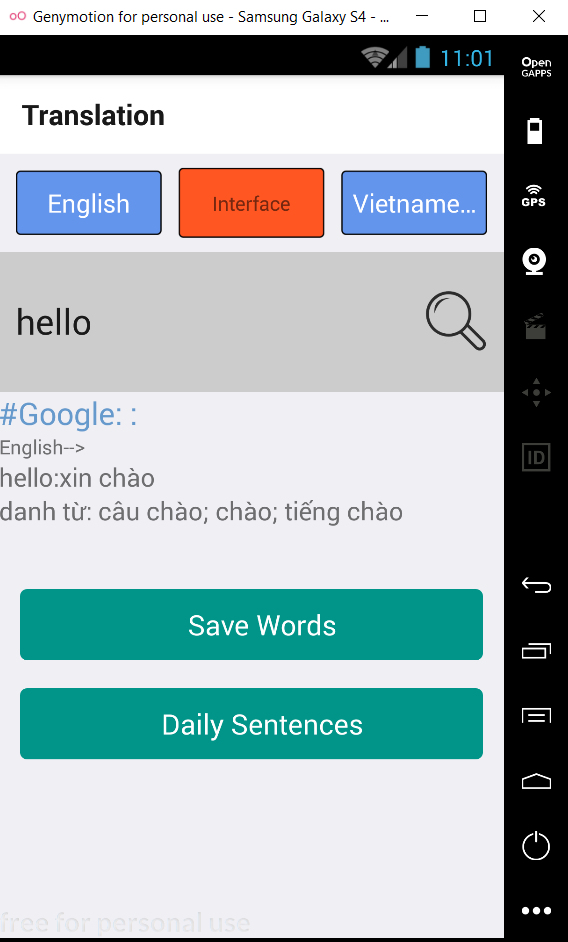 Genymotion for personal use - Samsung Galaxy S4 - ...
11:01
Open
GAPPS
Translation
English
Interface
Vietname...
GPS
hello
#Google: :
English-->
hello:xin chào
danh từ: câu chào; chào; tiếng chào
ID
Save Words
Daily Sentences
free for personal use